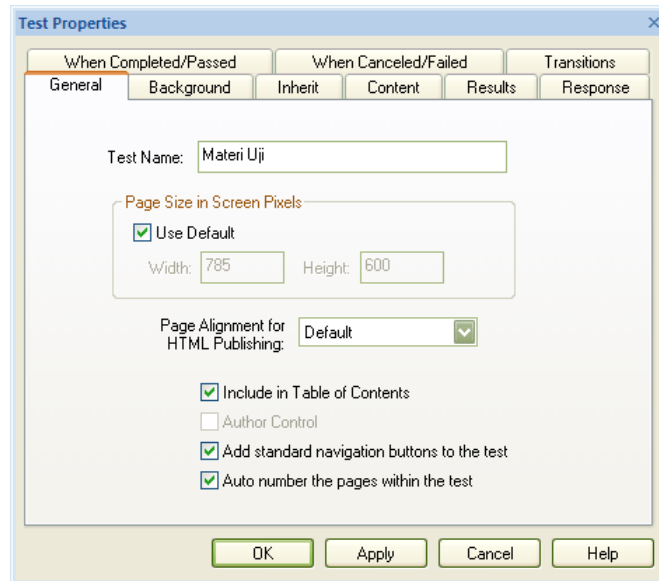 Test Properties
When Completed/Passed When Canceled/Failed Transitions
General Background Inherit Content Results Response
Test Name: Materi Uji
Page Size in Screen Pixels
Use Default
Width: 785 Height: 600
Page Alignment for
HTML Publishing: Default
Include in Table of Contents
Author Control
Add standard navigation buttons to the test
Auto number the pages within the test
OK Apply Cancel Help